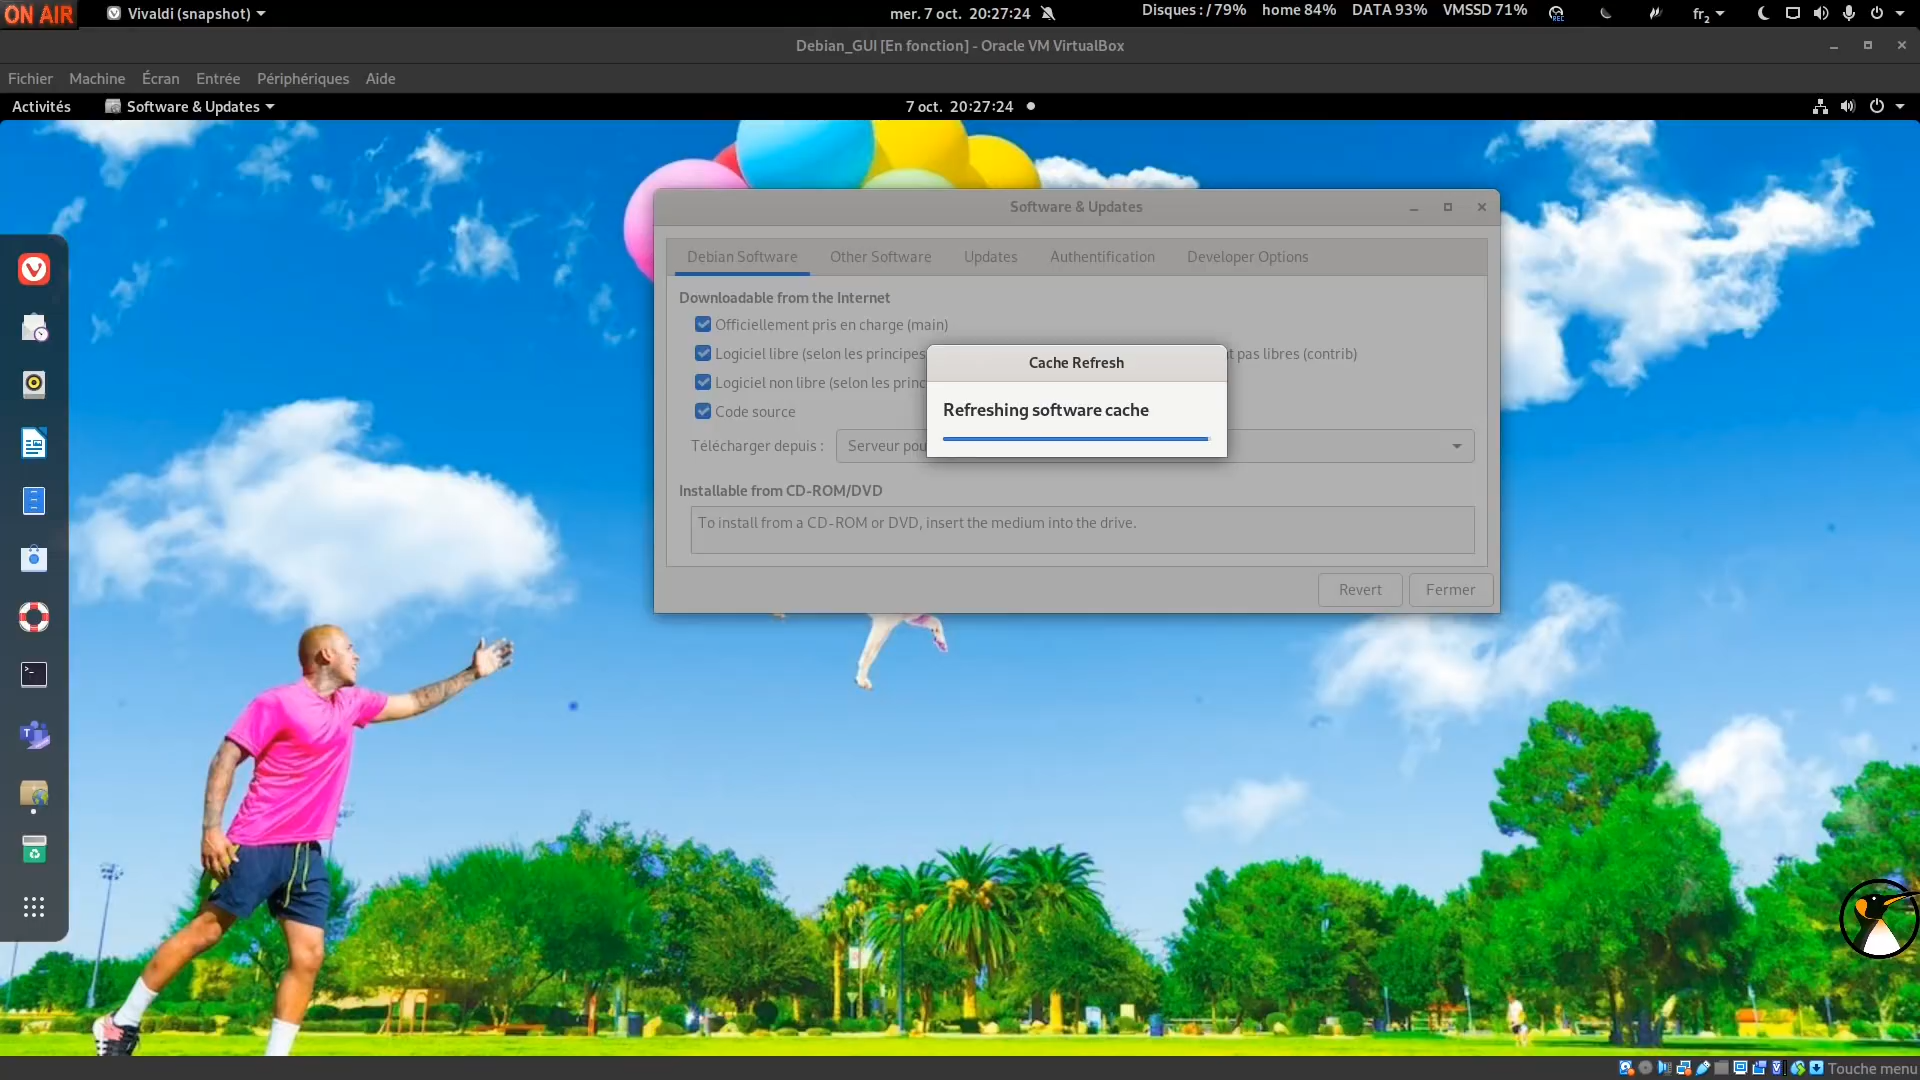 ON AIR
Vivaldi (snapshot)
mer. 7 oct. 20:27:24
Disques : / 79% home 84% DATA 93% VMSSD 71%
REC
fr2
Debian_GUI [En fonction] - Oracle VM VirtualBox
Fichier Machine Écran Entrée Périphériques Aide
Activités
Software & Updates
7 oct. 20:27:24
Software & Updates
Debian Software Other Software Updates Authentification Developer Options
Downloadable from the Internet
Officiellement pris en charge (main)
Logiciel libre (selon les principes
t pas libres (contrib)
Logiciel non libre (selon les princ
Code source
Télécharger depuis :
Serveur pou
Cache Refresh
Refreshing software cache
Installable from CD-ROM/DVD
To install from a CD-ROM or DVD, insert the medium into the drive.
Revert
Fermer
Touche menu